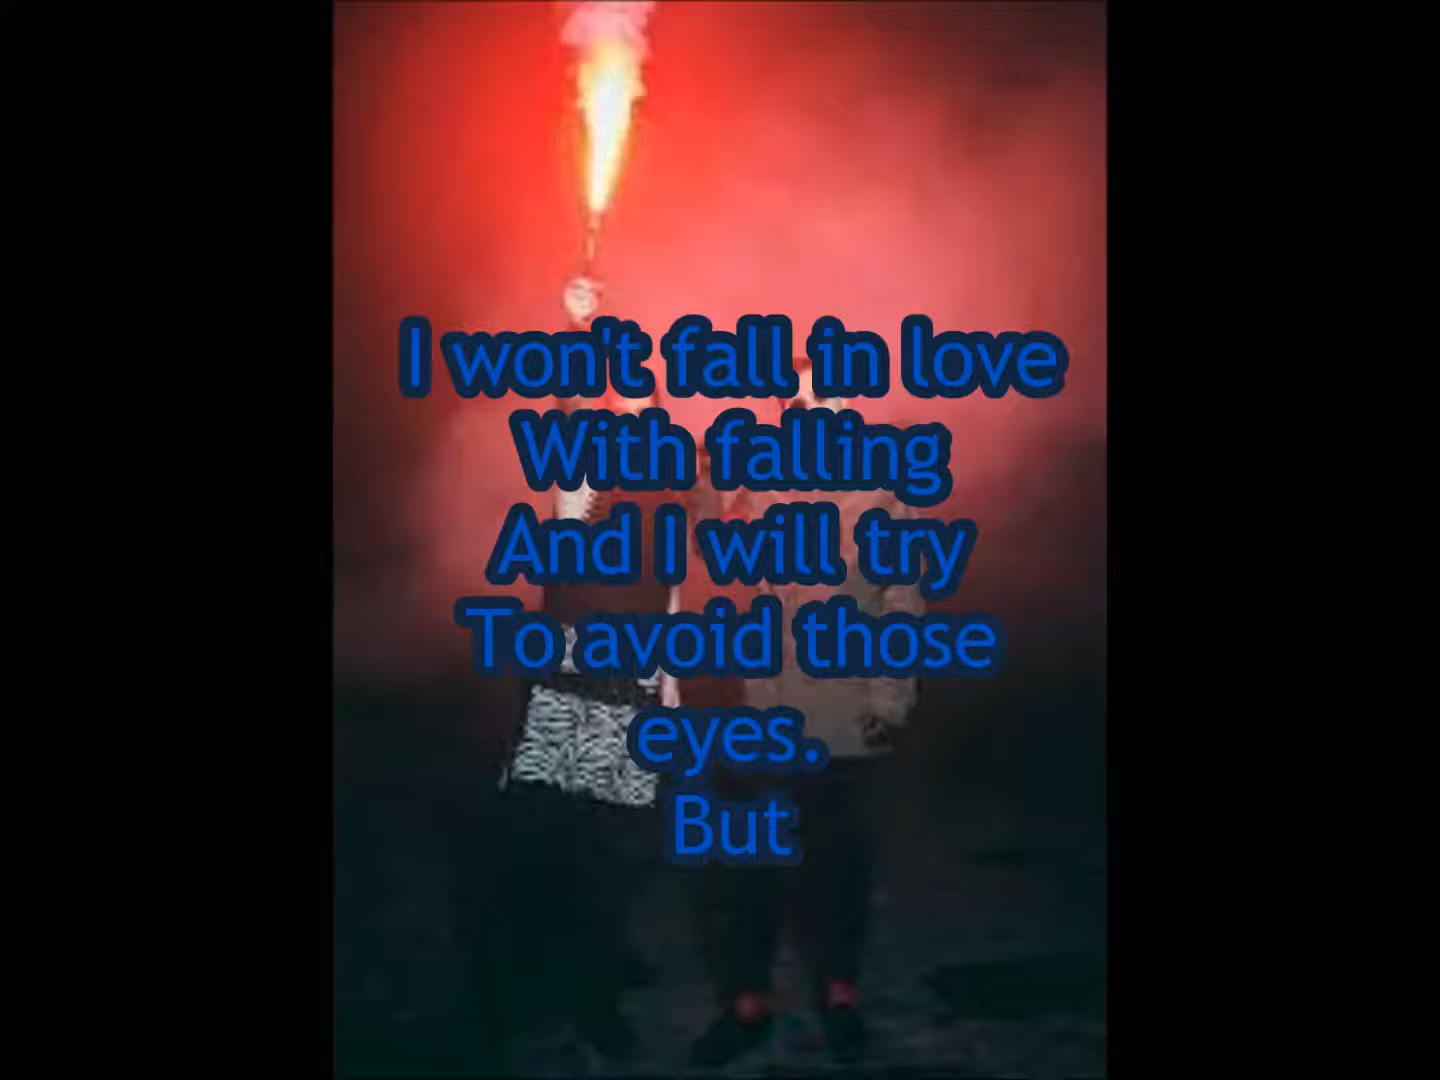 I won't fall in love
With falling
And I will try
To avoid those
eyes.
But